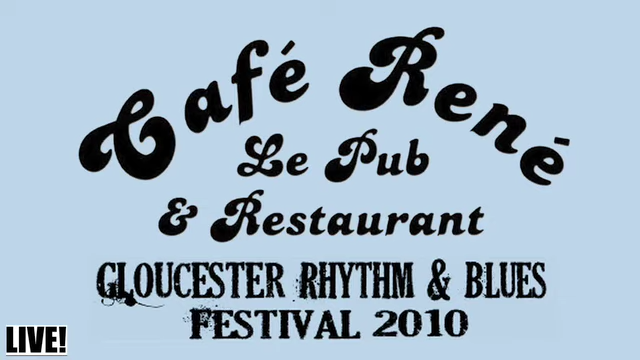 Café René
Le Pub
& Restaurant
GLOUCESTER RHYTHM & BLUES
FESTIVAL 2010
LIVE!